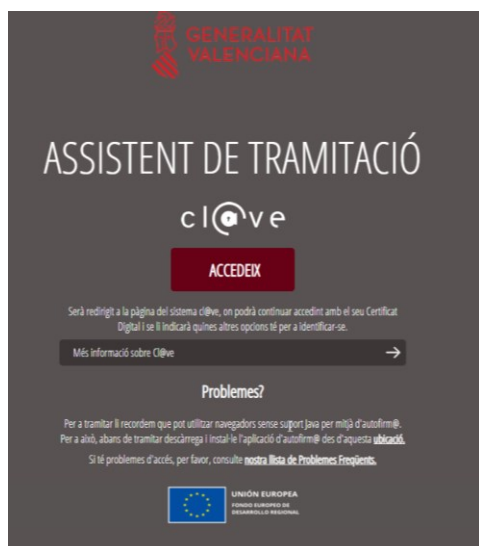 GENERALITAT
VALENCIANA
ASSISTENT DE TRAMITACIÓ
cl@ve
ACCEDEIX
Serà redirigit a la pàgina del sistema cl@ve, on podrà continuar accedint amb el seu Certificat
Digital i se li indicarà quines altres opcions té per a identificar-se.
Més informació sobre Cl@ve →
Problemes?
Per a tramitar li recordem que pot utilitzar navegadors sense suport Java per mitjà d'autofirm@.
Per a això, abans de tramitar descàrrega i instal·le l'aplicació d'autofirm@ des d'aquesta ubicació.
Si té problemes d'accés, per favor, consulte nostra llista de Problemes Freqüents.
UNIÓN EUROPEA
FONDO EUROPEO DE
DESARROLLO REGIONAL